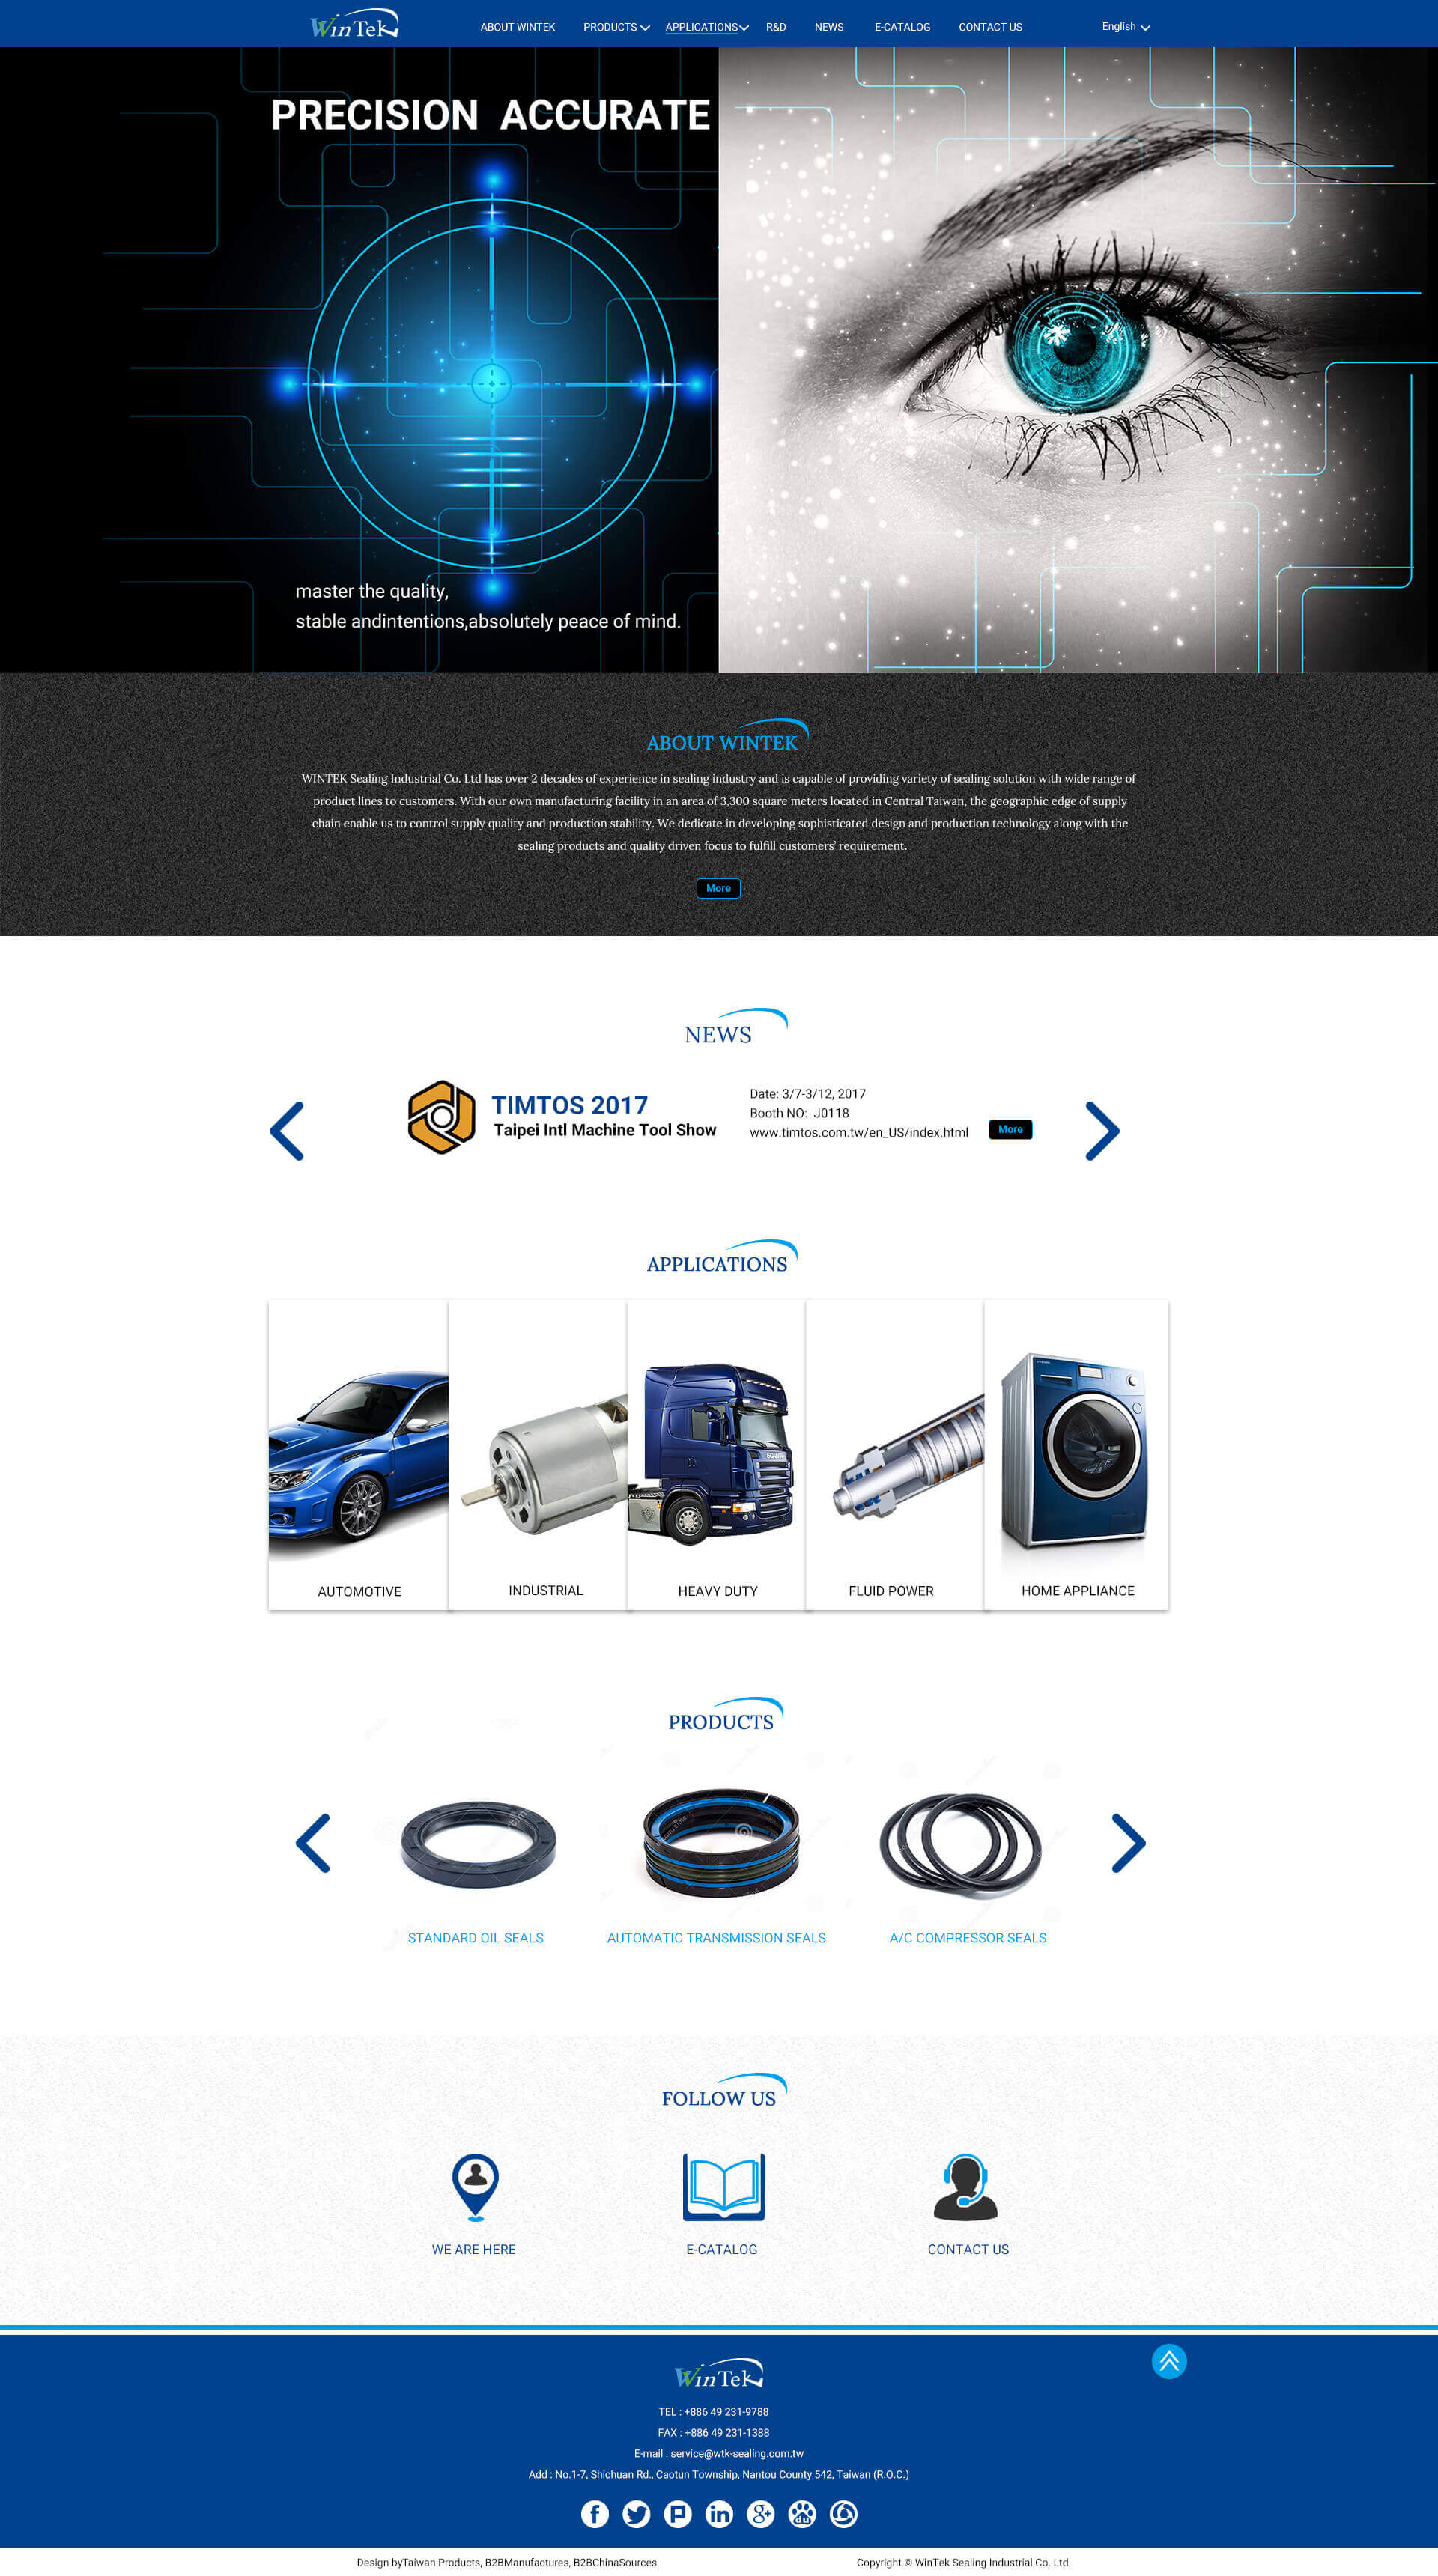 WinTek
ABOUT WINTEK PRODUCTS APPLICATIONS R&D NEWS E-CATALOG CONTACT US English
PRECISION ACCURATE
master the quality,
stable andintentions,absolutely peace of mind.
ABOUT WINTEK
WINTEK Sealing Industrial Co. Ltd has over 2 decades of experience in sealing industry and is capable of providing variety of sealing solution with wide range of
product lines to customers. With our own manufacturing facility in an area of 3,300 square meters located in Central Taiwan, the geographic edge of supply
chain enable us to control supply quality and production stability. We dedicate in developing sophisticated design and production technology along with the
sealing products and quality driven focus to fulfill customers’ requirement.
More
NEWS
TIMTOS 2017
Taipei Intl Machine Tool Show
Date: 3/7-3/12, 2017
Booth NO: J0118
www.timtos.com.tw/en_US/index.html
More
APPLICATIONS
SCANIA
AUTOMOTIVE
INDUSTRIAL
HEAVY DUTY
FLUID POWER
HOME APPLIANCE
PRODUCTS
STANDARD OIL SEALS
AUTOMATIC TRANSMISSION SEALS
A/C COMPRESSOR SEALS
FOLLOW US
WE ARE HERE
E-CATALOG
CONTACT US
WinTek
TEL : +886 49 231-9788
FAX : +886 49 231-1388
E-mail : service@wtk-sealing.com.tw
Add : No.1-7, Shichuan Rd., Caotun Township, Nantou County 542, Taiwan (R.O.C.)
f P in g+ du
Design byTaiwan Products, B2BManufactures, B2BChinaSources
Copyright © WinTek Sealing Industrial Co. Ltd